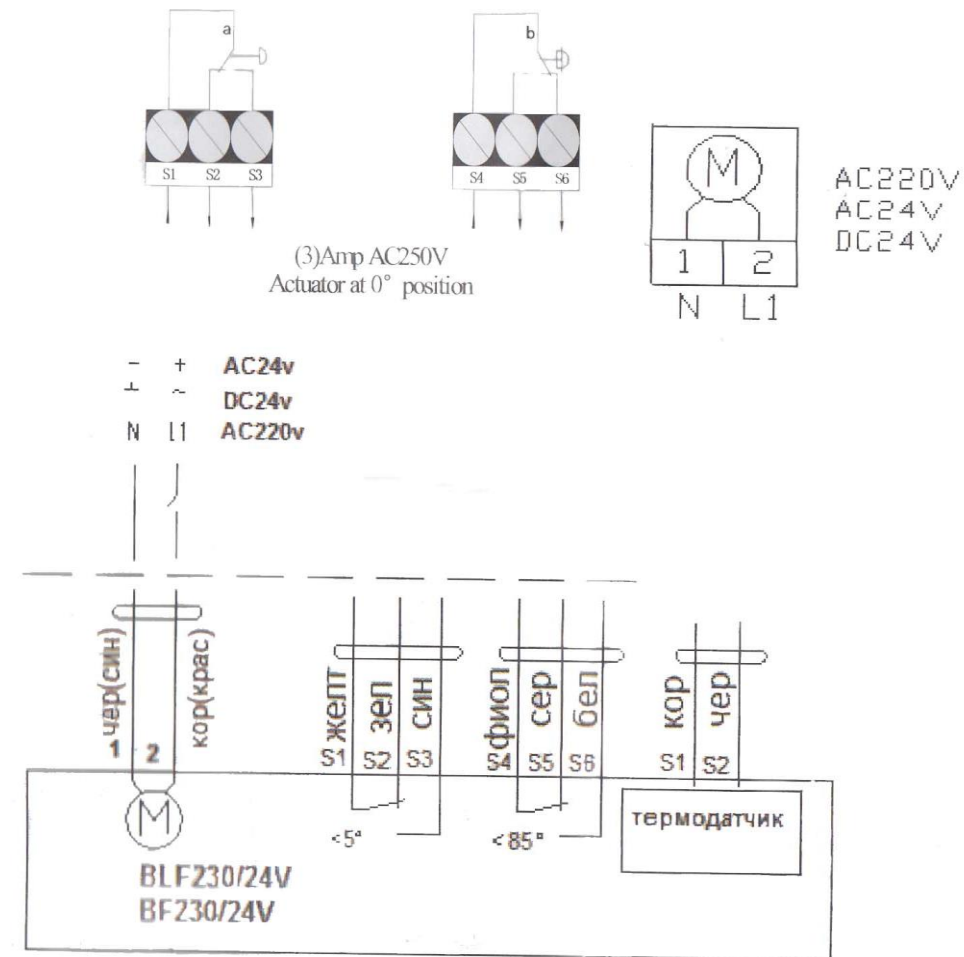 a
b
S1 S2 S3
S4 S5 S6
(3)Amp AC250V
Actuator at 0° position
M
1 2
N L1
AC220V
AC24V
DC24V
- + AC24v
~ DC24v
N L1 AC220v
чер(син)
кор(крас)
1 2
желт
зел
син
S1 S2 S3
фиол
сер
бел
S4 S5 S6
кор
чер
S1 S2
M
<5°
<85°
термодатчик
BLF230/24V
BF230/24V